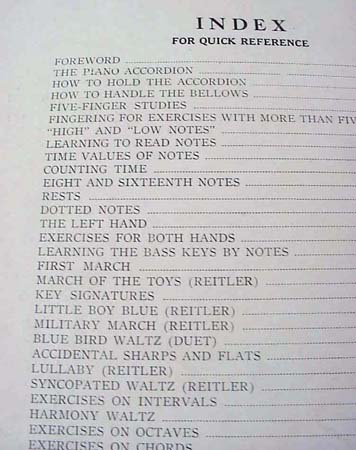 INDEX
FOR QUICK REFERENCE
FOREWORD
THE PIANO ACCORDION
HOW TO HOLD THE ACCORDION
HOW TO HANDLE THE BELLOWS
FIVE-FINGER STUDIES
FINGERING FOR EXERCISES WITH MORE THAN FIV
"HIGH" AND "LOW NOTES"
LEARNING TO READ NOTES
TIME VALUES OF NOTES
COUNTING TIME
EIGHT AND SIXTEENTH NOTES
RESTS
DOTTED NOTES
THE LEFT HAND
EXERCISES FOR BOTH HANDS
LEARNING THE BASS KEYS BY NOTES
FIRST MARCH
MARCH OF THE TOYS (REITLER)
KEY SIGNATURES
LITTLE BOY BLUE (REITLER)
MILITARY MARCH (REITLER)
BLUE BIRD WALTZ (DUET)
ACCIDENTAL SHARPS AND FLATS
LULLABY (REITLER)
SYNCOPATED WALTZ (REITLER)
EXERCISES ON INTERVALS
HARMONY WALTZ
EXERCISES ON OCTAVES
EXERCISES ON CHORDS